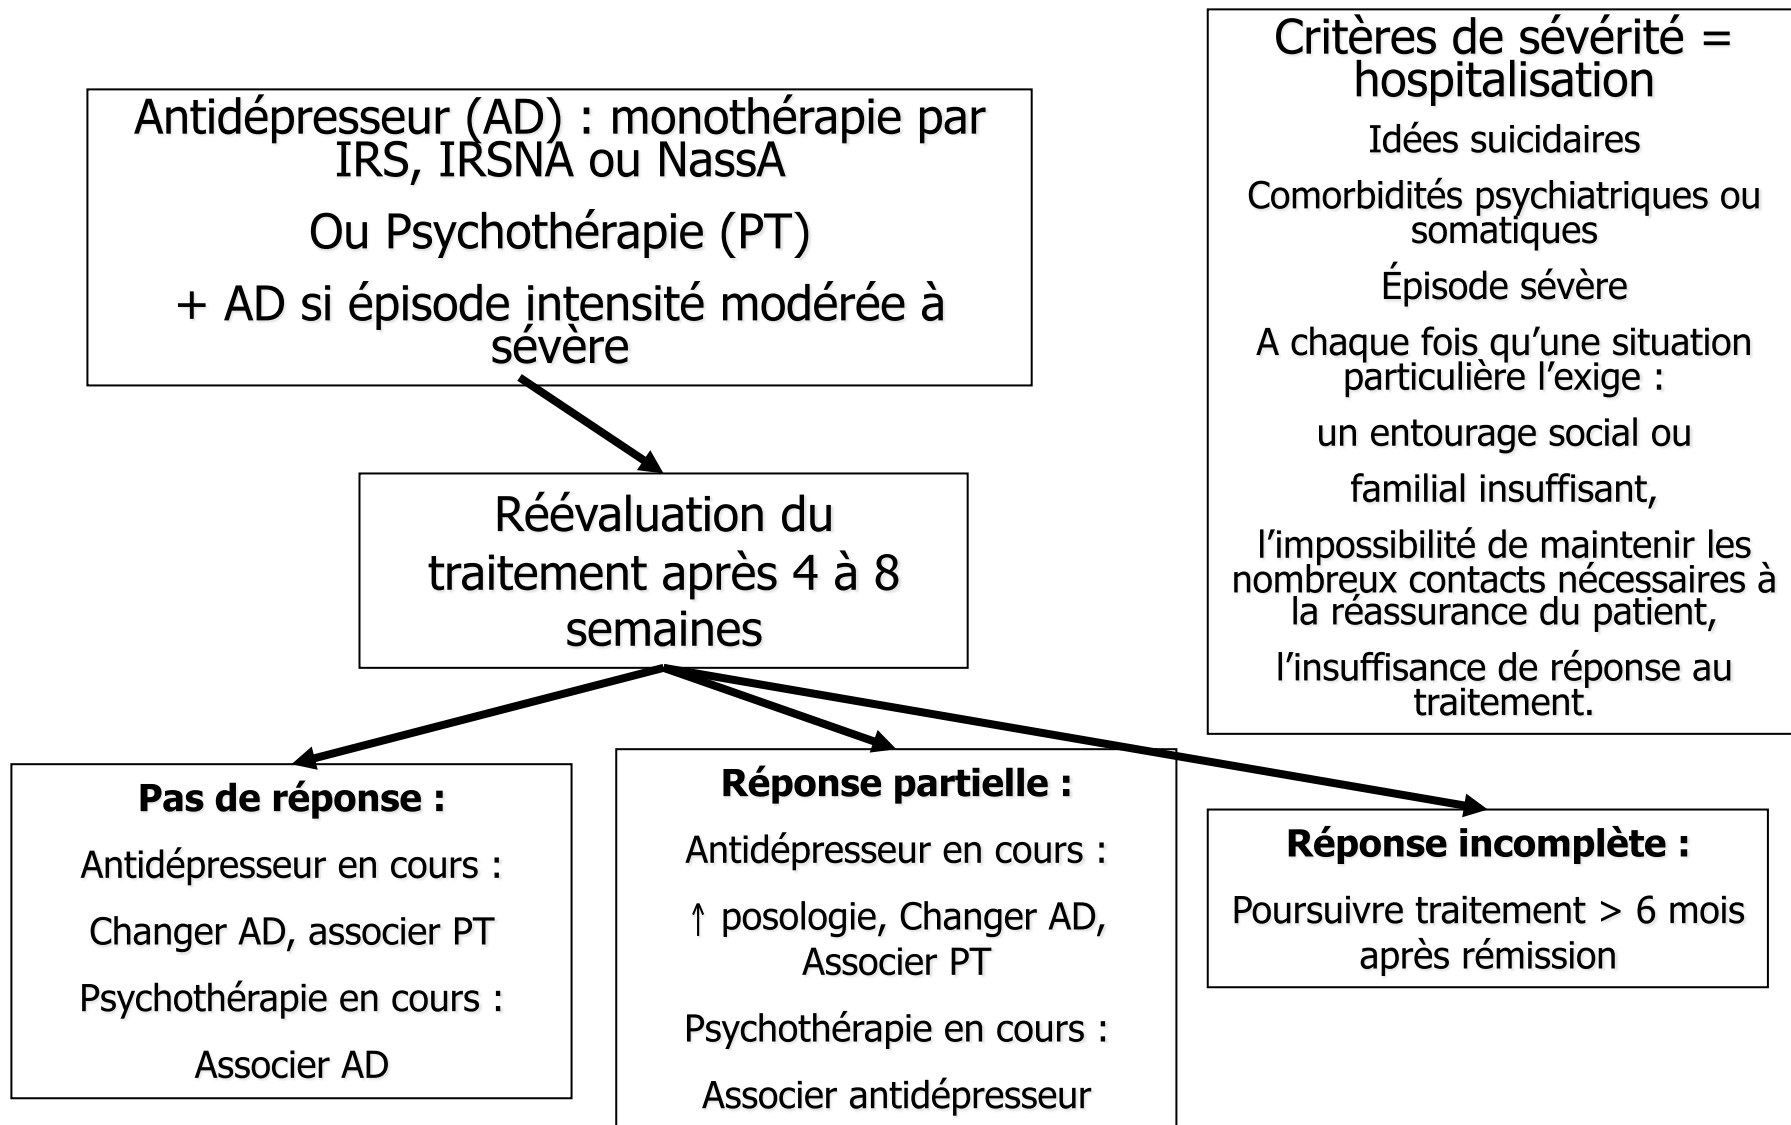 Antidépresseur (AD) : monothérapie par
IRS, IRSNA ou NassA
Ou Psychothérapie (PT)
+ AD si épisode intensité modérée à
sévère
Critères de sévérité =
hospitalisation
Idées suicidaires
Comorbidités psychiatriques ou
somatiques
Épisode sévère
A chaque fois qu’une situation
particulière l’exige :
un entourage social ou
familial insuffisant,
l’impossibilité de maintenir les
nombreux contacts nécessaires à
la réassurance du patient,
l’insuffisance de réponse au
traitement.
Réévaluation du
traitement après 4 à 8
semaines
Pas de réponse :
Antidépresseur en cours :
Changer AD, associer PT
Psychothérapie en cours :
Associer AD
Réponse partielle :
Antidépresseur en cours :
↑ posologie, Changer AD,
Associer PT
Psychothérapie en cours :
Associer antidépresseur
Réponse incomplète :
Poursuivre traitement > 6 mois
après rémission